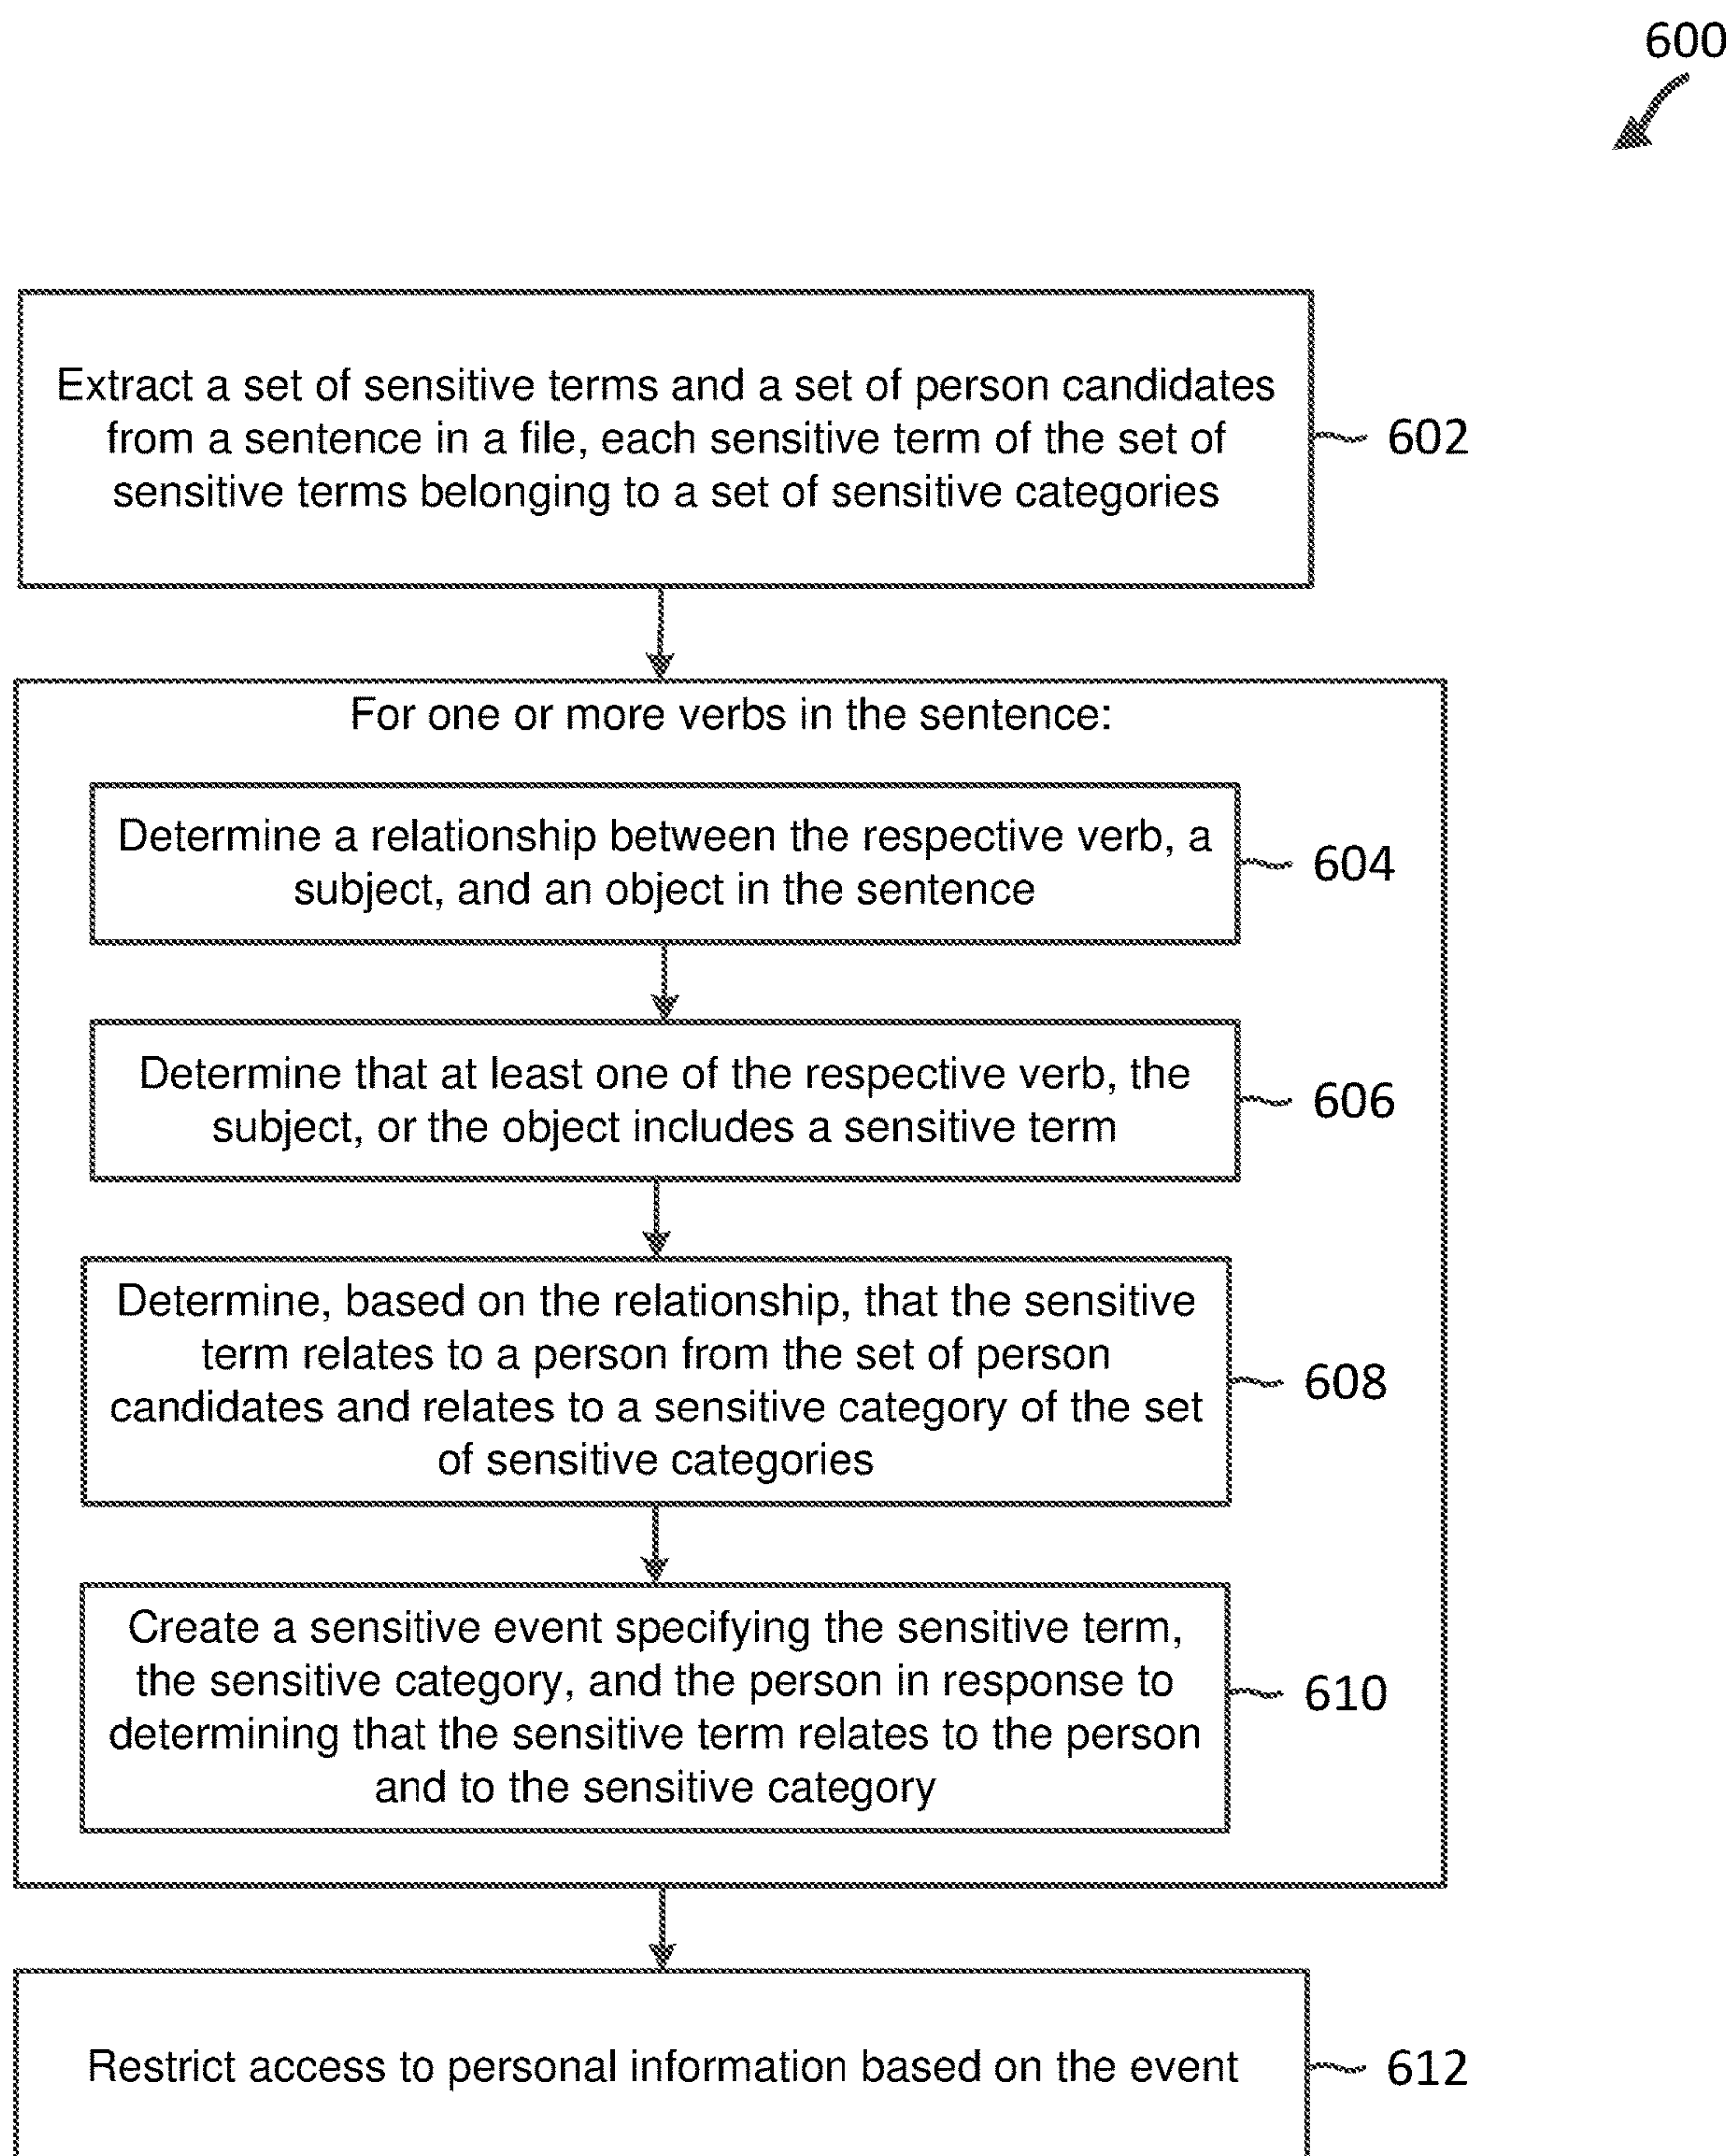 600
Extract a set of sensitive terms and a set of person candidates
from a sentence in a file, each sensitive term of the set of
sensitive terms belonging to a set of sensitive categories
602
For one or more verbs in the sentence:
Determine a relationship between the respective verb, a
subject, and an object in the sentence
604
Determine that at least one of the respective verb, the
subject, or the object includes a sensitive term
606
Determine, based on the relationship, that the sensitive
term relates to a person from the set of person
candidates and relates to a sensitive category of the set
of sensitive categories
608
Create a sensitive event specifying the sensitive term,
the sensitive category, and the person in response to
determining that the sensitive term relates to the person
and to the sensitive category
610
Restrict access to personal information based on the event
612